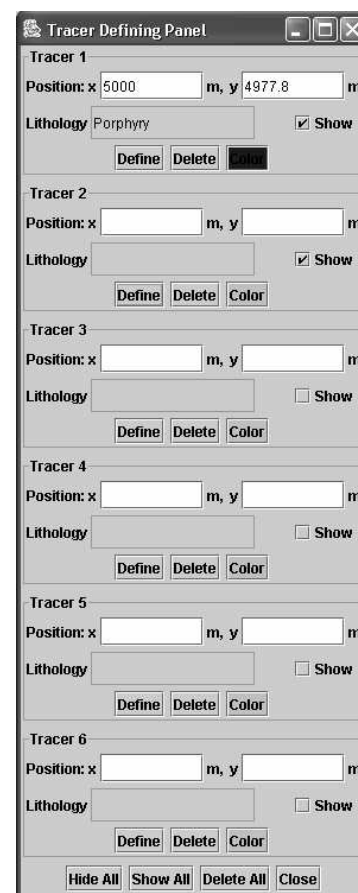 Tracer Defining Panel
Tracer 1
Position: x 5000 m, y 4977.8 m
Lithology Porphyry Show
Define Delete Color
Tracer 2
Position: x m, y m
Lithology Show
Define Delete Color
Tracer 3
Position: x m, y m
Lithology Show
Define Delete Color
Tracer 4
Position: x m, y m
Lithology Show
Define Delete Color
Tracer 5
Position: x m, y m
Lithology Show
Define Delete Color
Tracer 6
Position: x m, y m
Lithology Show
Define Delete Color
Hide All Show All Delete All Close